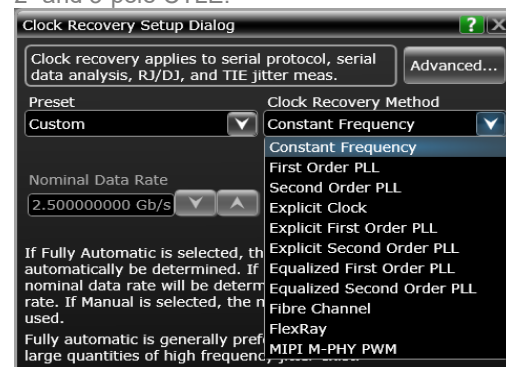 2- and 3-pole CTLE.
Clock Recovery Setup Dialog
Clock recovery applies to serial protocol, serial
data analysis, RJ/DJ, and TIE jitter meas.
Advanced...
Preset
Custom
Clock Recovery Method
Constant Frequency
Constant Frequency
First Order PLL
Second Order PLL
Explicit Clock
Explicit First Order PLL
Explicit Second Order PLL
Equalized First Order PLL
Equalized Second Order PLL
Fibre Channel
FlexRay
MIPI M-PHY PWM
Nominal Data Rate
2.500000000 Gb/s
If Fully Automatic is selected, th
automatically be determined. If
nominal data rate will be determ
rate. If Manual is selected, the n
used.
Fully automatic is generally pref
large quantities of high frequenc